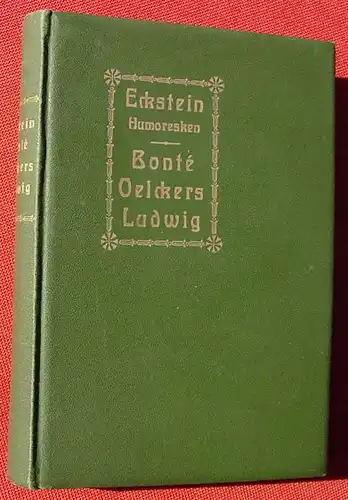 Eckstein
Humoresken
Bonté
Oelckers
Ludwig